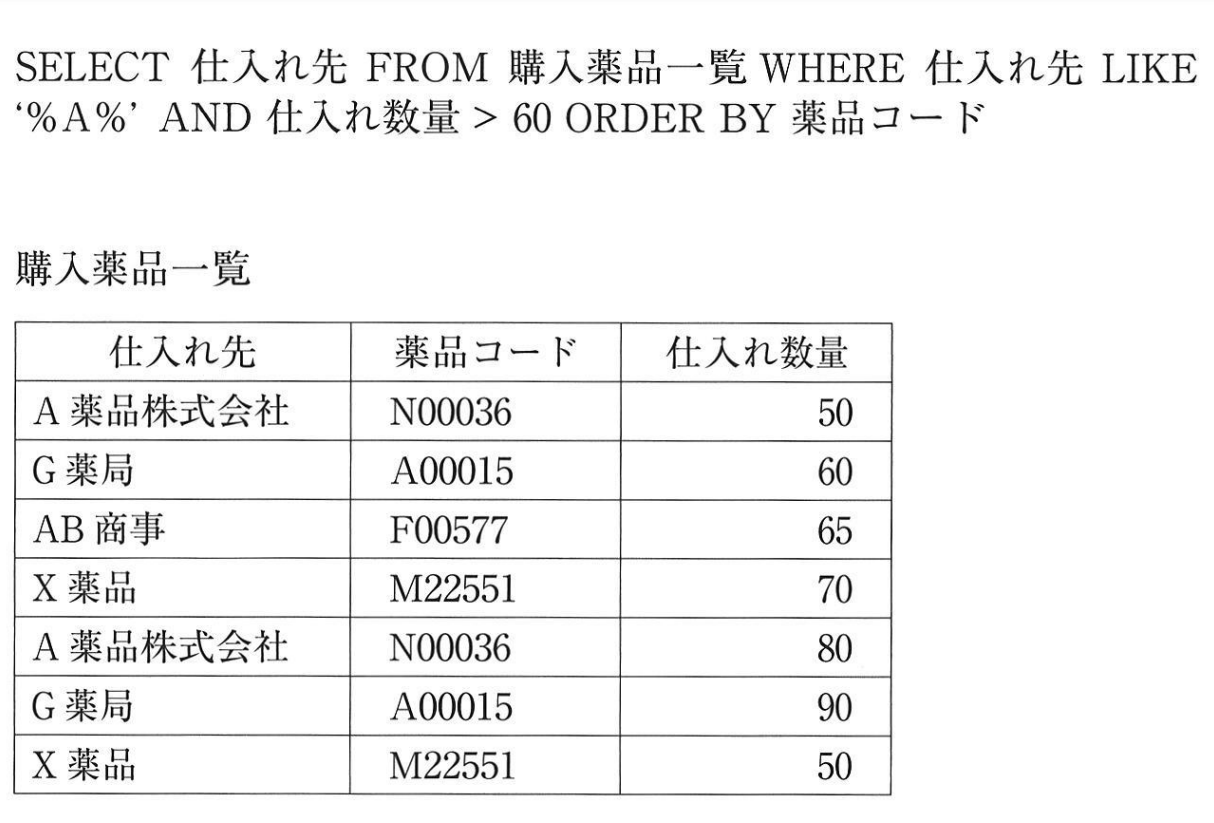 SELECT 仕入れ先 FROM 購入薬品一覧 WHERE 仕入れ先 LIKE
‘%A%’ AND 仕入れ数量 > 60 ORDER BY 薬品コード
購入薬品一覧
仕入れ先 薬品コード 仕入れ数量
A 薬品株式会社 N00036 50
G 薬局 A00015 60
AB 商事 F00577 65
X 薬品 M22551 70
A 薬品株式会社 N00036 80
G 薬局 A00015 90
X 薬品 M22551 50